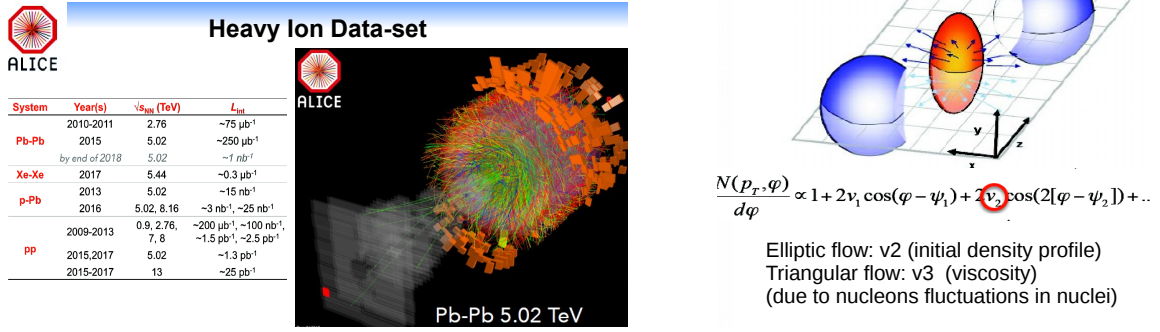 Heavy Ion Data-set
ALICE
ALICE
System Year(s) √sNN (TeV) Lint
2010-2011 2.76 ~75 μb-1
Pb-Pb 2015 5.02 ~250 μb-1
by end of 2018 5.02 ~1 nb-1
Xe-Xe 2017 5.44 ~0.3 μb-1
p-Pb 2013 5.02 ~15 nb-1
2016 5.02, 8.16 ~3 nb-1, ~25 nb-1
pp 2009-2013 0.9, 2.76, ~200 μb-1, ~100 nb-1,
7, 8 ~1.5 pb-1, ~2.5 pb-1
2015,2017 5.02 ~1.3 pb-1
2015-2017 13 ~25 pb-1
Pb-Pb 5.02 TeV
y
z
x
N(pT,φ)/dφ ∝ 1+2v1cos(φ−ψ1)+2v2cos(2[φ−ψ2])+..
Elliptic flow: v2 (initial density profile)
Triangular flow: v3 (viscosity)
(due to nucleons fluctuations in nuclei)